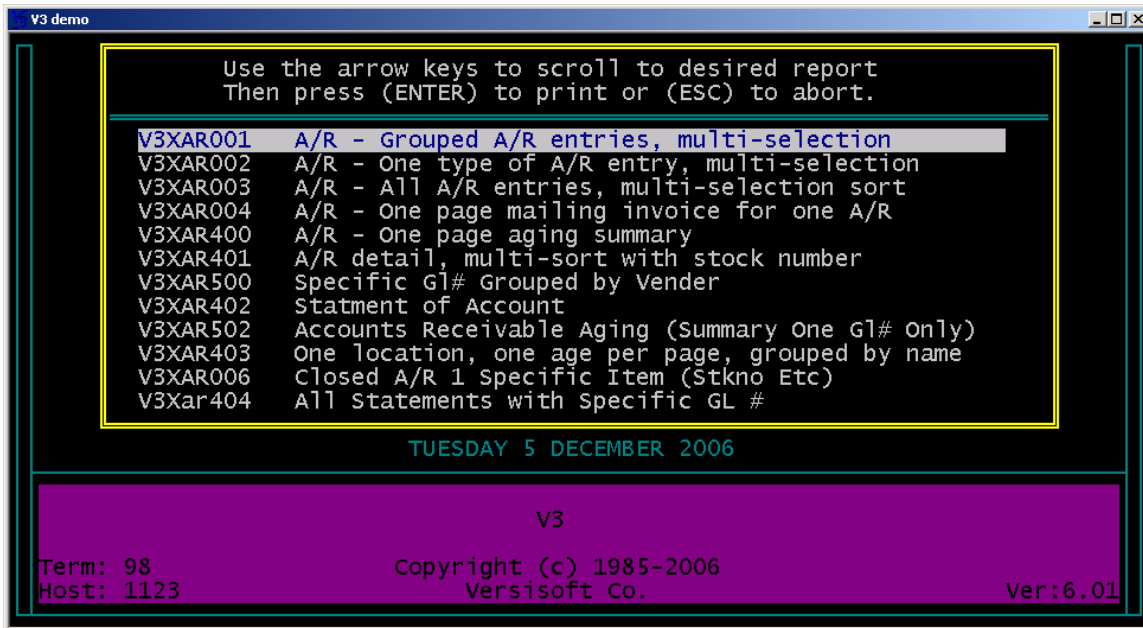 V3 demo
Use the arrow keys to scroll to desired report
Then press (ENTER) to print or (ESC) to abort.
V3XAR001 A/R - Grouped A/R entries, multi-selection
V3XAR002 A/R - One type of A/R entry, multi-selection
V3XAR003 A/R - All A/R entries, multi-selection sort
V3XAR004 A/R - One page mailing invoice for one A/R
V3XAR400 A/R - One page aging summary
V3XAR401 A/R detail, multi-sort with stock number
V3XAR500 Specific Gl# Grouped by Vender
V3XAR402 Statment of Account
V3XAR502 Accounts Receivable Aging (Summary One Gl# Only)
V3XAR403 One location, one age per page, grouped by name
V3XAR006 Closed A/R 1 Specific Item (Stkno Etc)
V3Xar404 All Statements with Specific GL #
TUESDAY 5 DECEMBER 2006
V3
Term: 98 Copyright (c) 1985-2006
Host: 1123 Versisoft Co. Ver:6.01